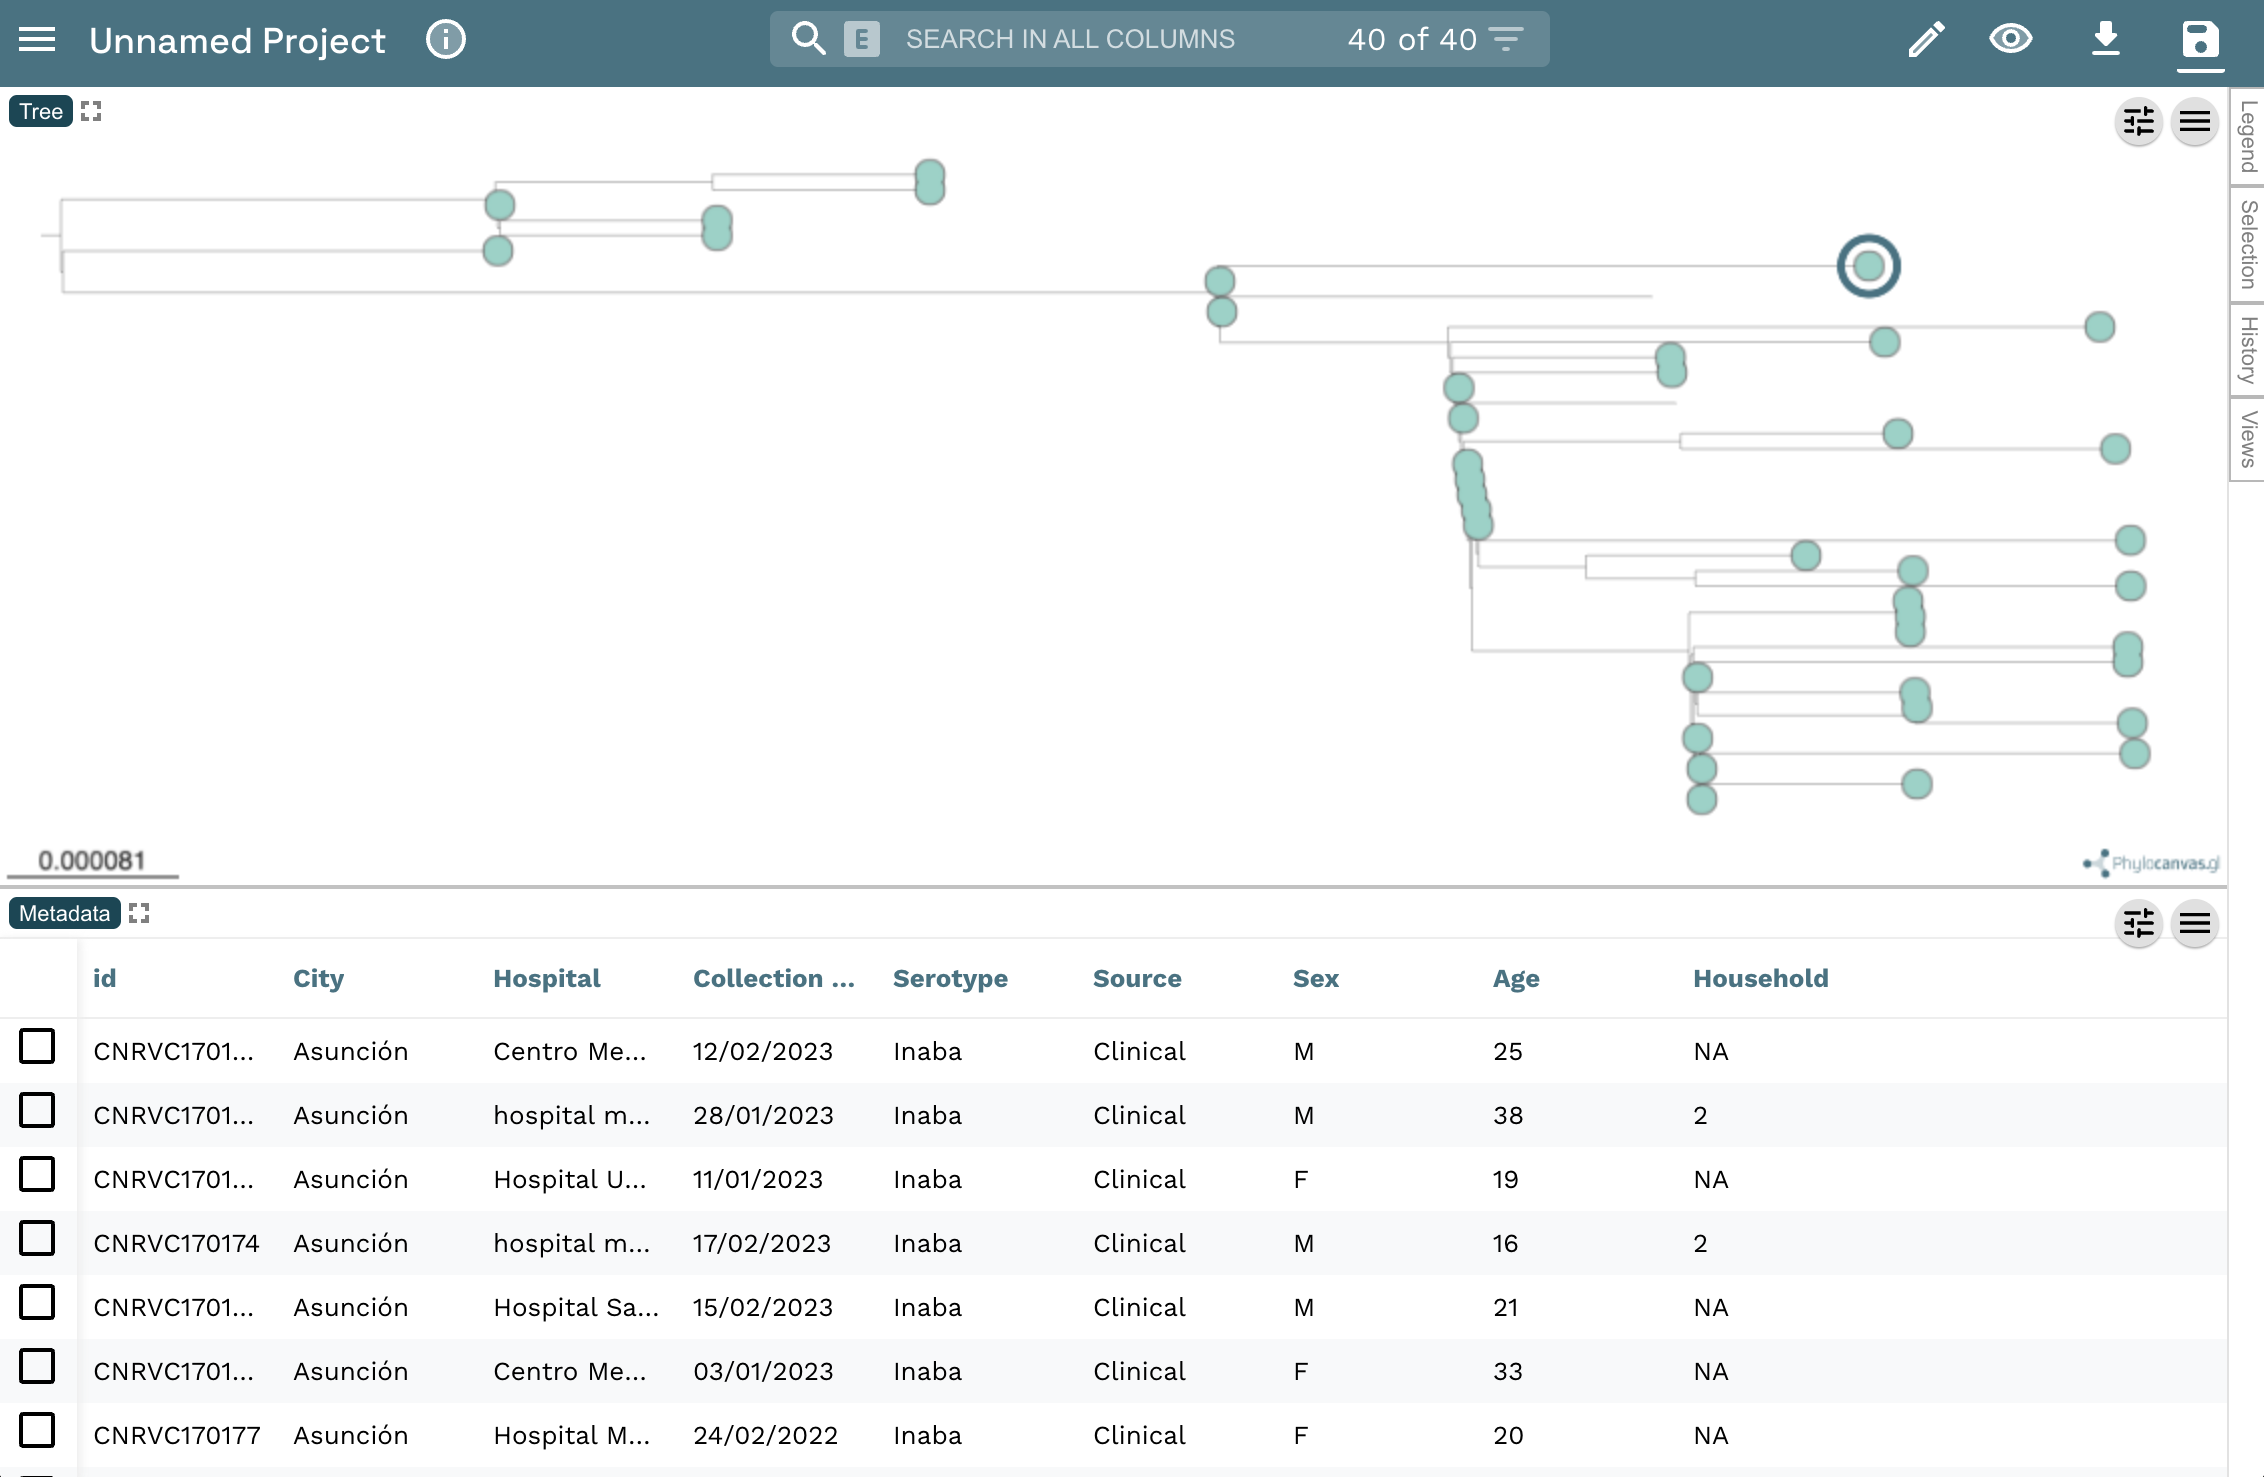 Unnamed Project
E SEARCH IN ALL COLUMNS 40 of 40
Tree
Legend
Selection
History
Views
0.000081
Phylocanvas.gl
Metadata
id City Hospital Collection ... Serotype Source Sex Age Household
CNRVC1701... Asunción Centro Me... 12/02/2023 Inaba Clinical M 25 NA
CNRVC1701... Asunción hospital m... 28/01/2023 Inaba Clinical M 38 2
CNRVC1701... Asunción Hospital U... 11/01/2023 Inaba Clinical F 19 NA
CNRVC170174 Asunción hospital m... 17/02/2023 Inaba Clinical M 16 2
CNRVC1701... Asunción Hospital Sa... 15/02/2023 Inaba Clinical M 21 NA
CNRVC1701... Asunción Centro Me... 03/01/2023 Inaba Clinical F 33 NA
CNRVC170177 Asunción Hospital M... 24/02/2022 Inaba Clinical F 20 NA